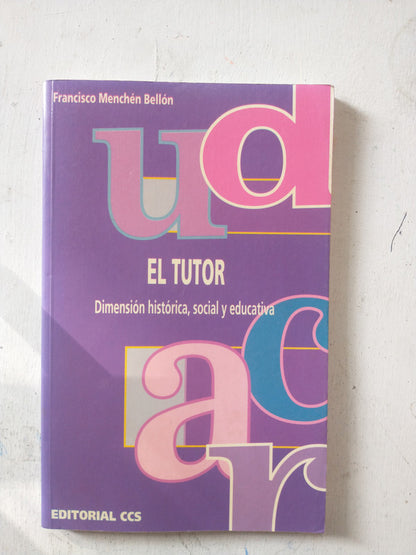 Francisco Menchén Bellón
u d
EL TUTOR
Dimensión histórica, social y educativa
c
a
r
EDITORIAL CCS